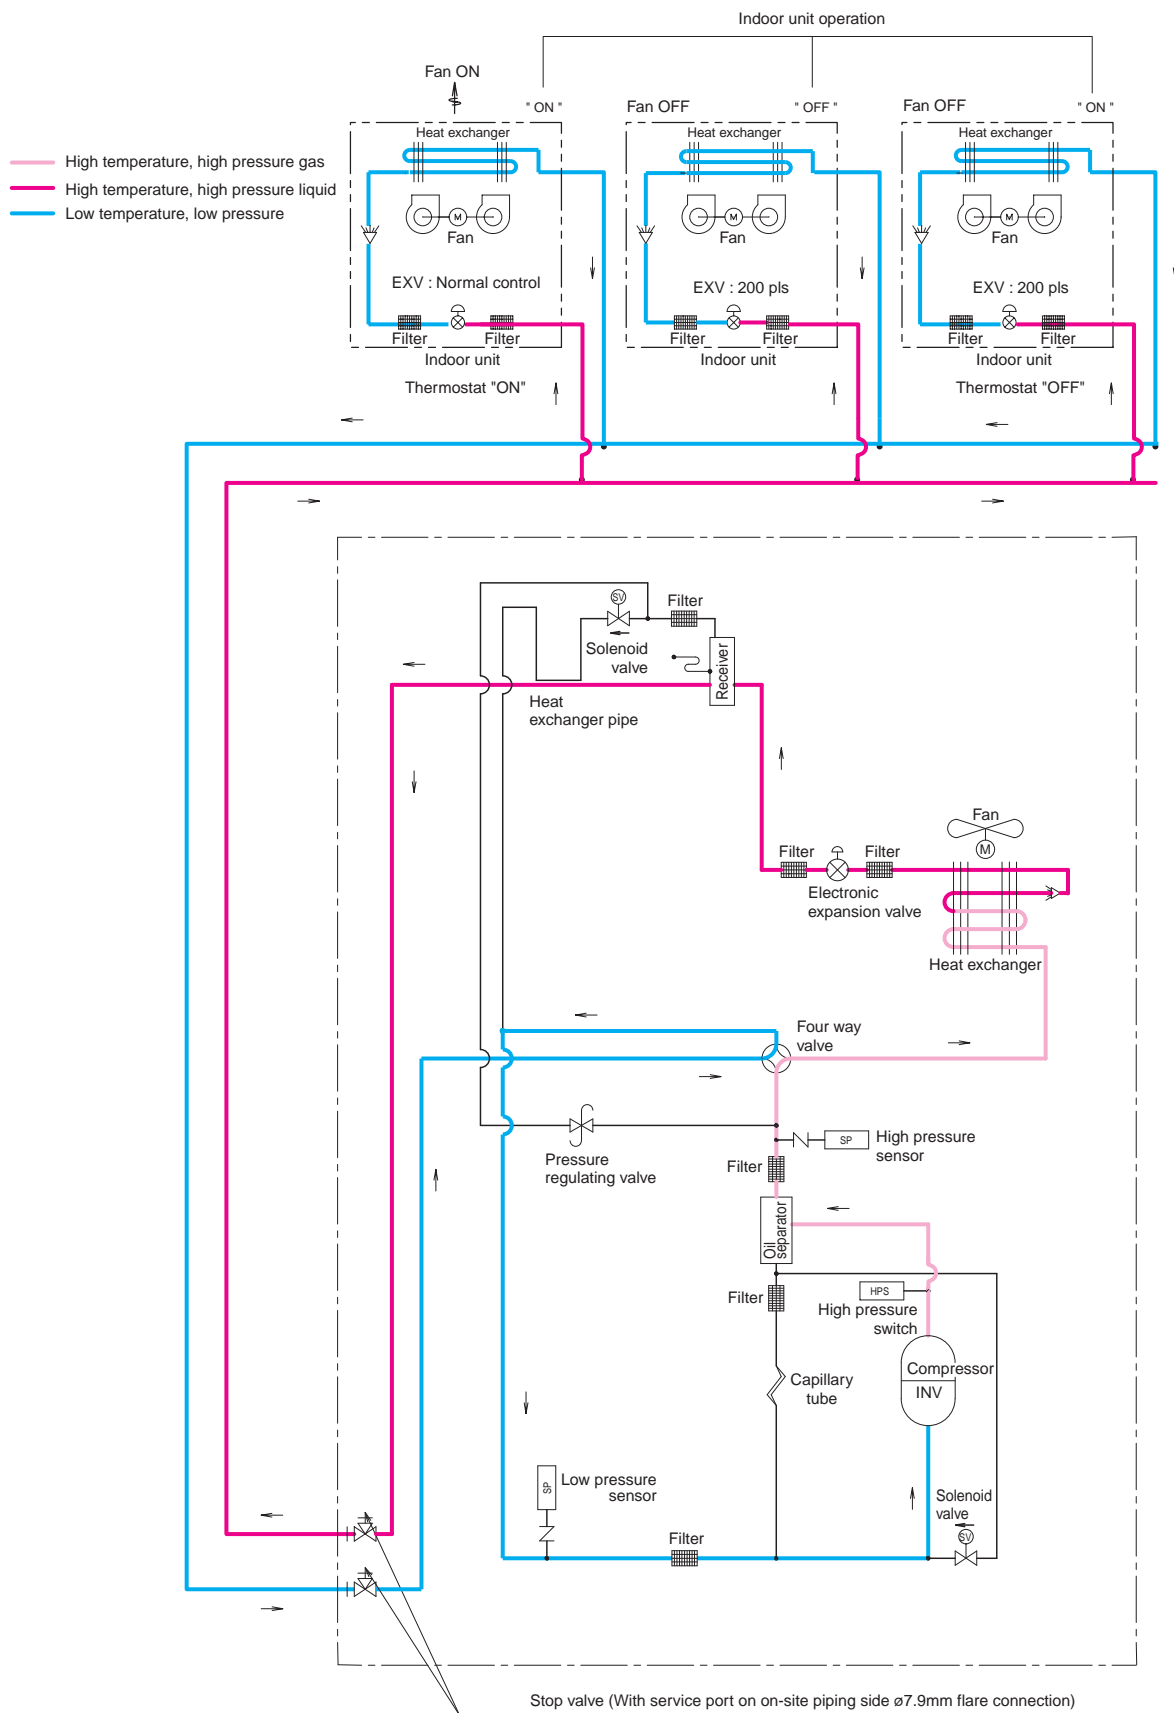 Indoor unit operation
Fan ON
" ON "
Fan OFF
" OFF "
Fan OFF
" ON "
Heat exchanger
Heat exchanger
Heat exchanger
High temperature, high pressure gas
High temperature, high pressure liquid
Low temperature, low pressure
M
M
M
Fan
Fan
Fan
EXV : Normal control
EXV : 200 pls
EXV : 200 pls
Filter
Filter
Filter
Filter
Filter
Filter
Indoor unit
Indoor unit
Indoor unit
Thermostat "ON"
Thermostat "OFF"
SV
Filter
Solenoid
valve
Receiver
Heat
exchanger pipe
Fan
M
Filter
Filter
Electronic
expansion valve
Heat exchanger
Four way
valve
SP
High pressure
sensor
Pressure
regulating valve
Filter
Oil
separator
Filter
HPS
High pressure
switch
Compressor
INV
Capillary
tube
SP
Low pressure
sensor
Solenoid
valve
SV
Filter
Stop valve (With service port on on-site piping side ø7.9mm flare connection)